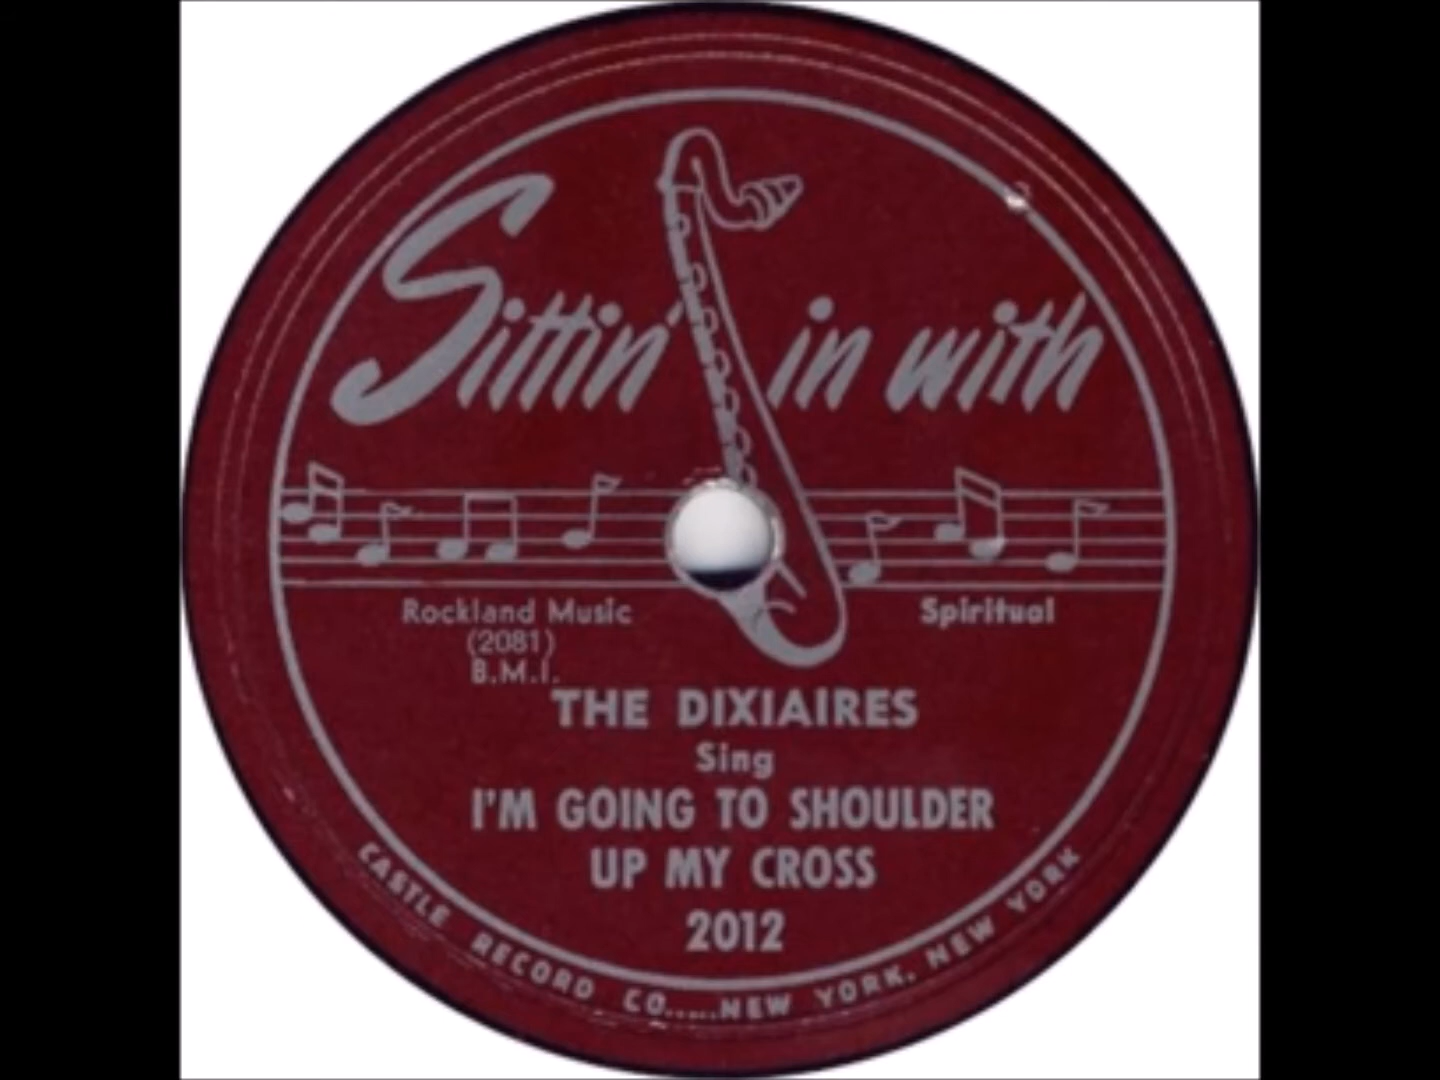 Sittin' in with
Rockland Music
(2081)
B.M.I.
Spiritual
THE DIXIAIRES
Sing
I'M GOING TO SHOULDER
UP MY CROSS
2012
CASTLE RECORD CO.....NEW YORK, NEW YORK